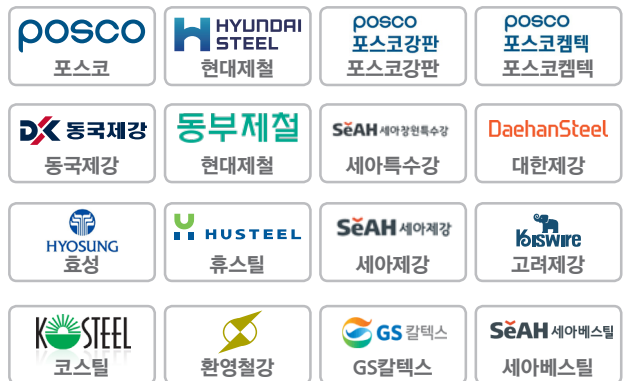 posco
포스코
HYUNDAI
STEEL
현대제철
posco
포스코강판
포스코강판
posco
포스코켐텍
포스코켐텍
DK 동국제강
동국제강
동부제철
현대제철
SeAH 세아창원특수강
세아특수강
DaehanSteel
대한제강
HYOSUNG
효성
HUSTEEL
휴스틸
SeAH 세아제강
세아제강
KOISWIRE
고려제강
KOSTEEL
코스틸
환영철강
GS 칼텍스
GS칼텍스
SeAH 세아베스틸
세아베스틸